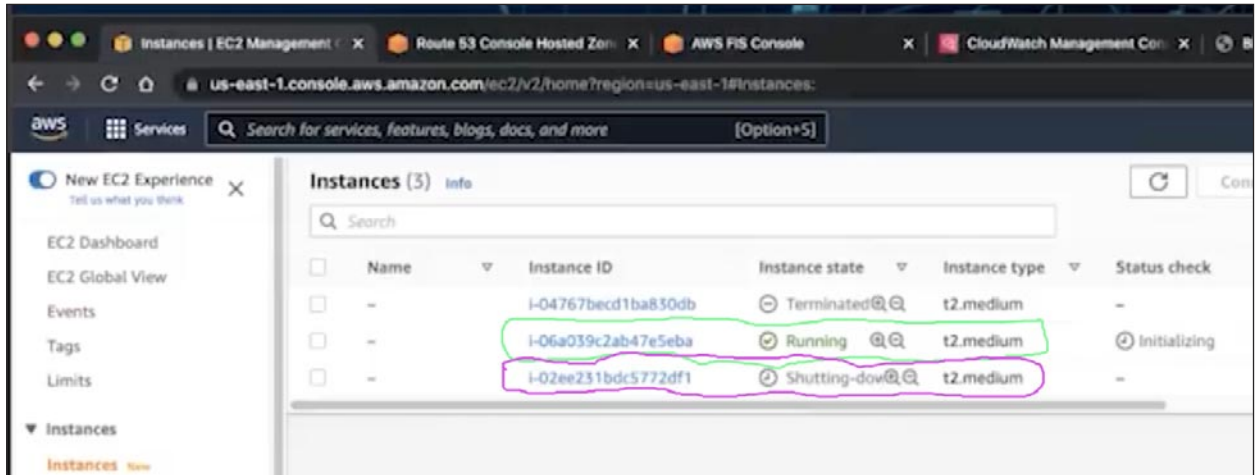 Instances | EC2 Management C
Route 53 Console Hosted Zon
AWS FIS Console
CloudWatch Management Con
us-east-1.console.aws.amazon.com/ec2/v2/home?region=us-east-1#Instances:
aws
Services
Search for services, features, blogs, docs, and more
[Option+S]
New EC2 Experience
Tell us what you think
EC2 Dashboard
EC2 Global View
Events
Tags
Limits
Instances
Instances New
Instances (3) Info
Search
Name Instance ID Instance state Instance type Status check
– i-04767becd1ba830db Terminated t2.medium –
– i-06a039c2ab47e5eba Running t2.medium Initializing
– i-02ee231bdc5772df1 Shutting-dow t2.medium –